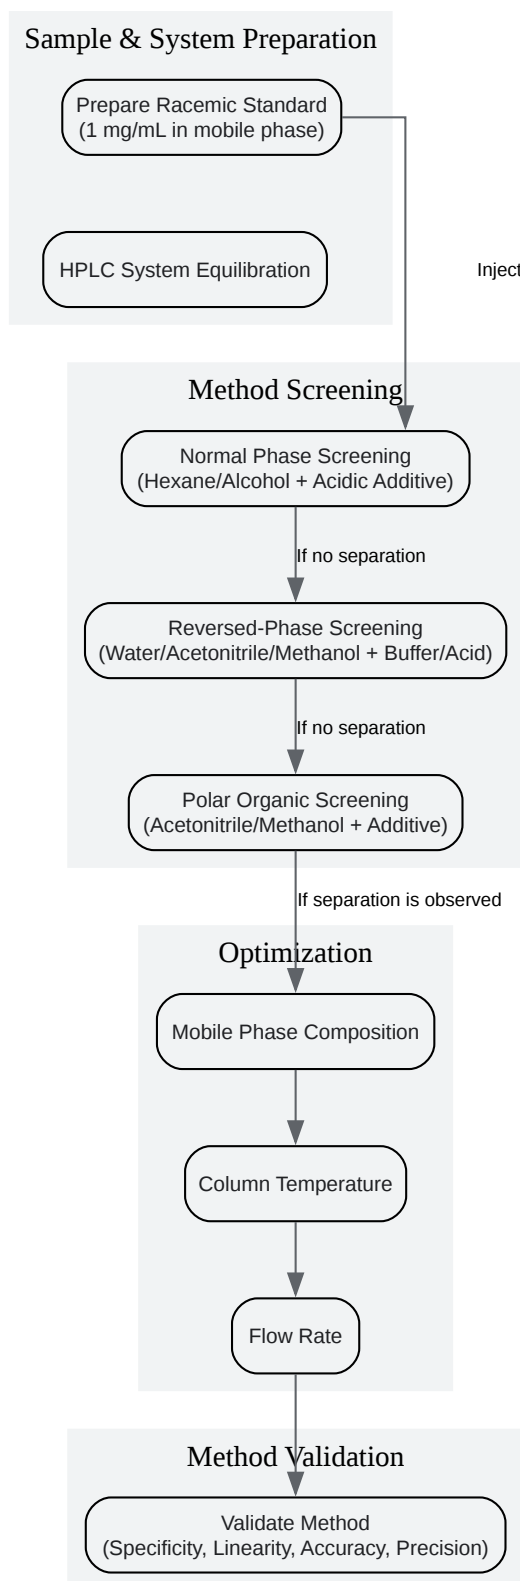 Sample & System Preparation
Prepare Racemic Standard
(1 mg/mL in mobile phase)
HPLC System Equilibration
Inject
Method Screening
Normal Phase Screening
(Hexane/Alcohol + Acidic Additive)
If no separation
Reversed-Phase Screening
(Water/Acetonitrile/Methanol + Buffer/Acid)
If no separation
Polar Organic Screening
(Acetonitrile/Methanol + Additive)
If separation is observed
Optimization
Mobile Phase Composition
Column Temperature
Flow Rate
Method Validation
Validate Method
(Specificity, Linearity, Accuracy, Precision)